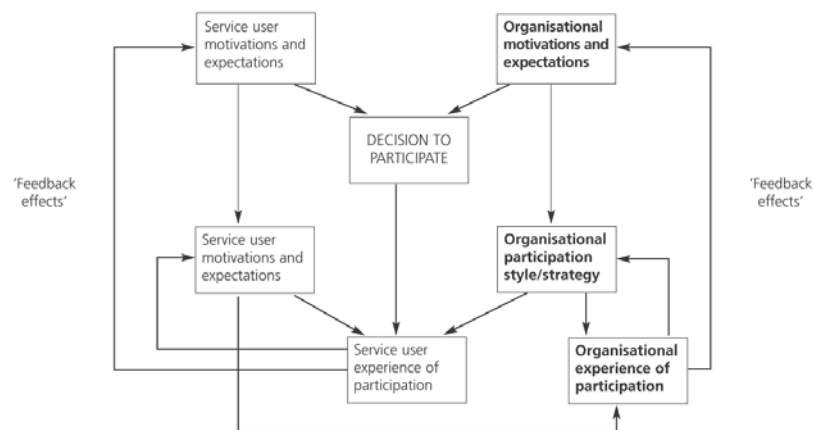 Service user
motivations and
expectations
Organisational
motivations and
expectations
DECISION TO
PARTICIPATE
'Feedback
effects'
'Feedback
effects'
Service user
motivations and
expectations
Organisational
participation
style/strategy
Service user
experience of
participation
Organisational
experience of
participation